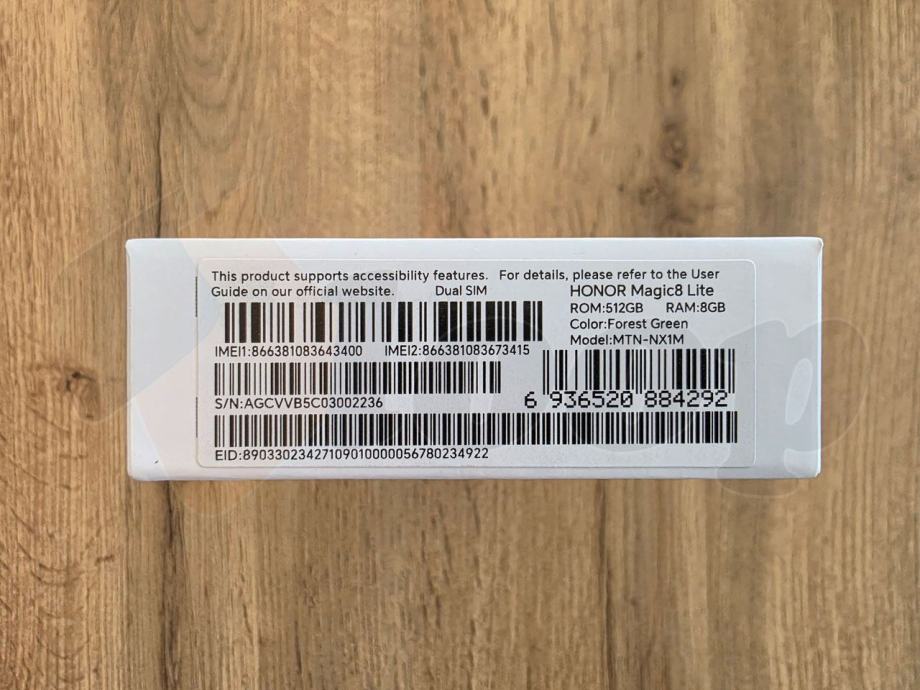 This product supports accessibility features. For details, please refer to the User
Guide on our official website. Dual SIM
HONOR Magic8 Lite
ROM:512GB RAM:8GB
Color:Forest Green
Model:MTN-NX1M
IMEI1:866381083643400 IMEI2:866381083673415
S/N:AGCVVB5C03002236
6 936520 884292
EID:89033023427109010000056780234922